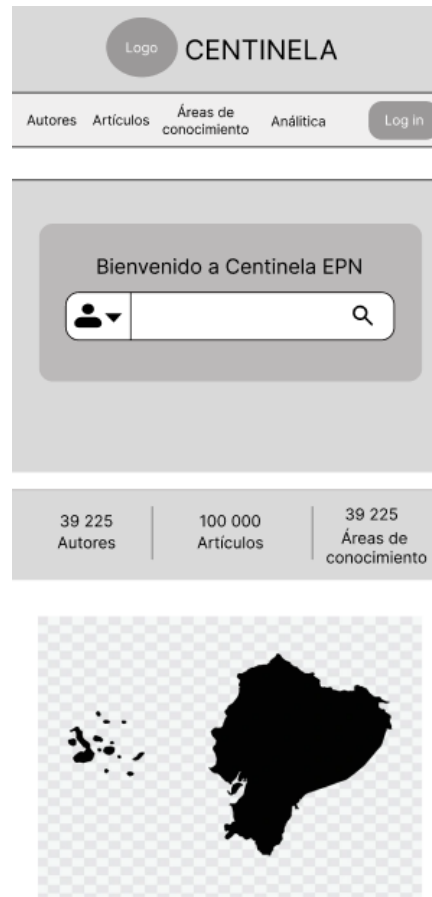 Logo
CENTINELA
Autores
Artículos
Áreas de
conocimiento
Análitica
Log in
Bienvenido a Centinela EPN
39 225
Autores
100 000
Artículos
39 225
Áreas de
conocimiento